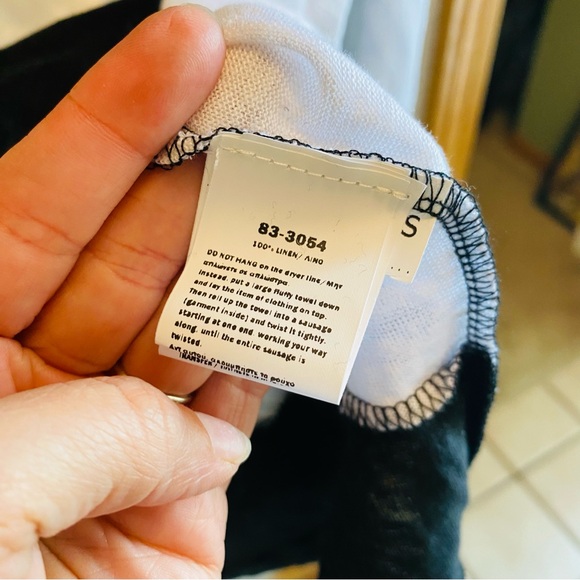 83-3054
100% LINEN/ ΛΙΝΟ
DO NOT HANG on the dryer line/ Μην
απλώνετε σε απλώστρα
Instead, put a large fluffy towel down
and lay the item of clothing on top.
Then roll up the towel into a sausage
(garment inside) and twist it tightly,
starting at one end, working your way
along, until the entire sausage is
twisted.
S